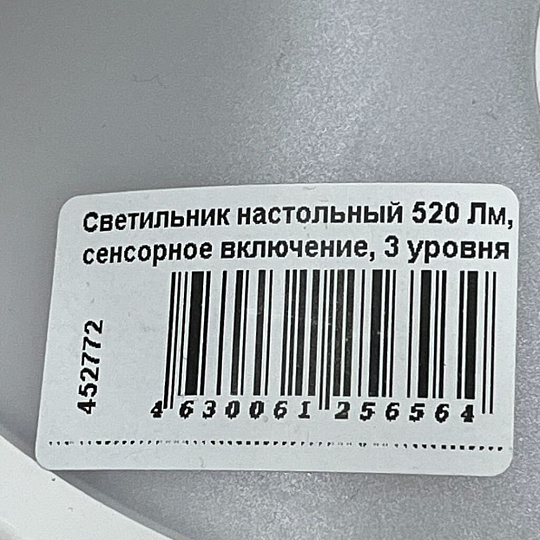 Светильник настольный 520 Лм,
сенсорное включение, 3 уровня
452772
4 630061 256564